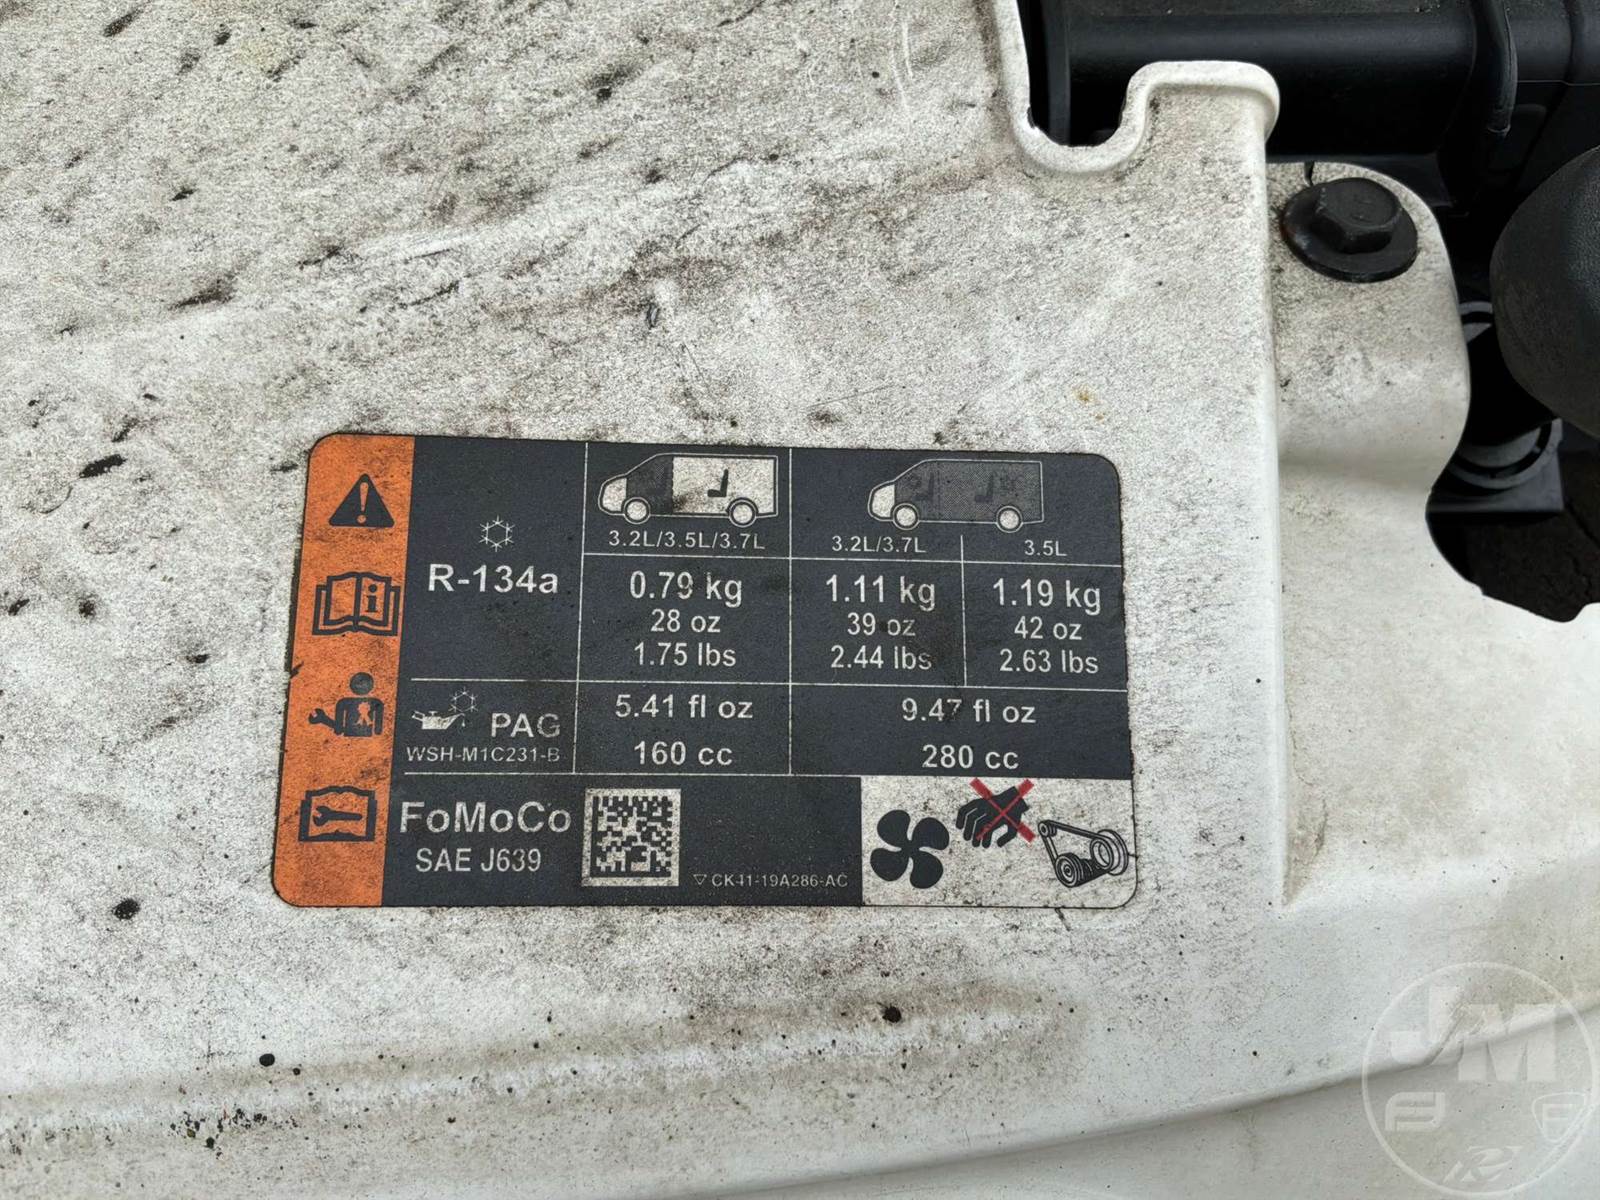 3.2L/3.5L/3.7L
3.2L/3.7L
3.5L
R-134a
0.79 kg
28 oz
1.75 lbs
1.11 kg
39 oz
2.44 lbs
1.19 kg
42 oz
2.63 lbs
PAG
WSH-M1C231-B
5.41 fl oz
160 cc
9.47 fl oz
280 cc
FoMoCo
SAE J639
CK41-19A286-AC
JM